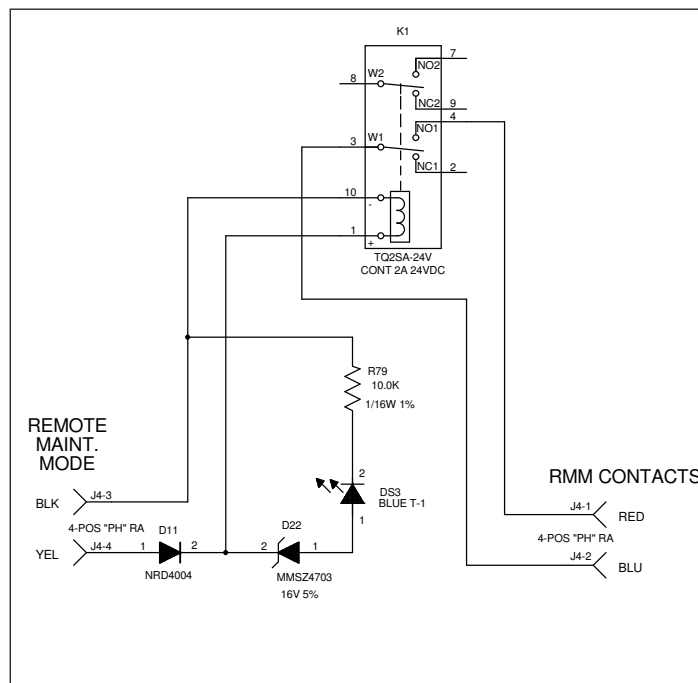 K1
7
NO2
8
W2
NC2
9
4
NO1
3
W1
NC1
2
10
-
1
+
TQ2SA-24V
CONT 2A 24VDC
R79
10.0K
1/16W 1%
REMOTE
MAINT.
MODE
2
DS3
BLUE T-1
1
RMM CONTACTS
BLK
J4-3
J4-1
RED
4-POS "PH" RA
D11
D22
4-POS "PH" RA
YEL
J4-4
1
2
2
1
J4-2
BLU
NRD4004
MMSZ4703
16V 5%